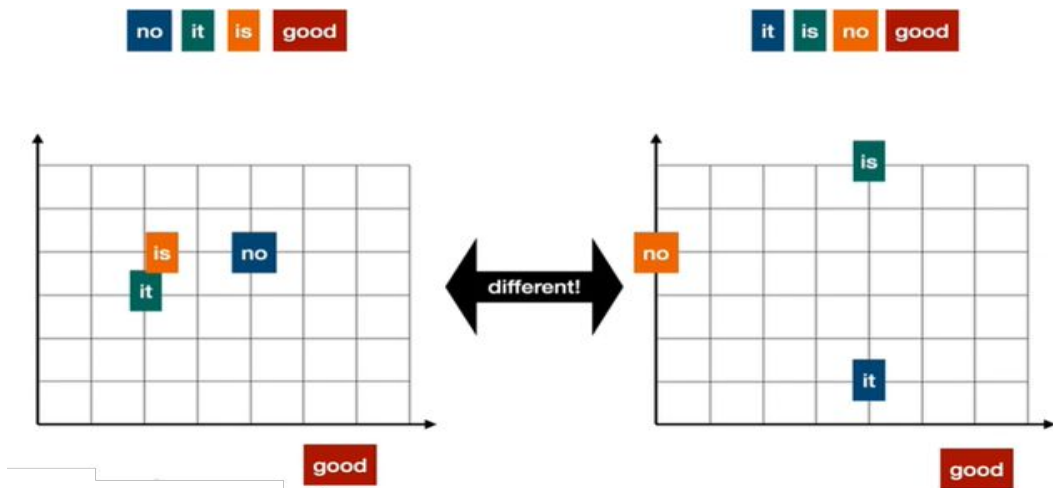 no it is good
it is no good
is
is no
no
different!
it
it
good
good